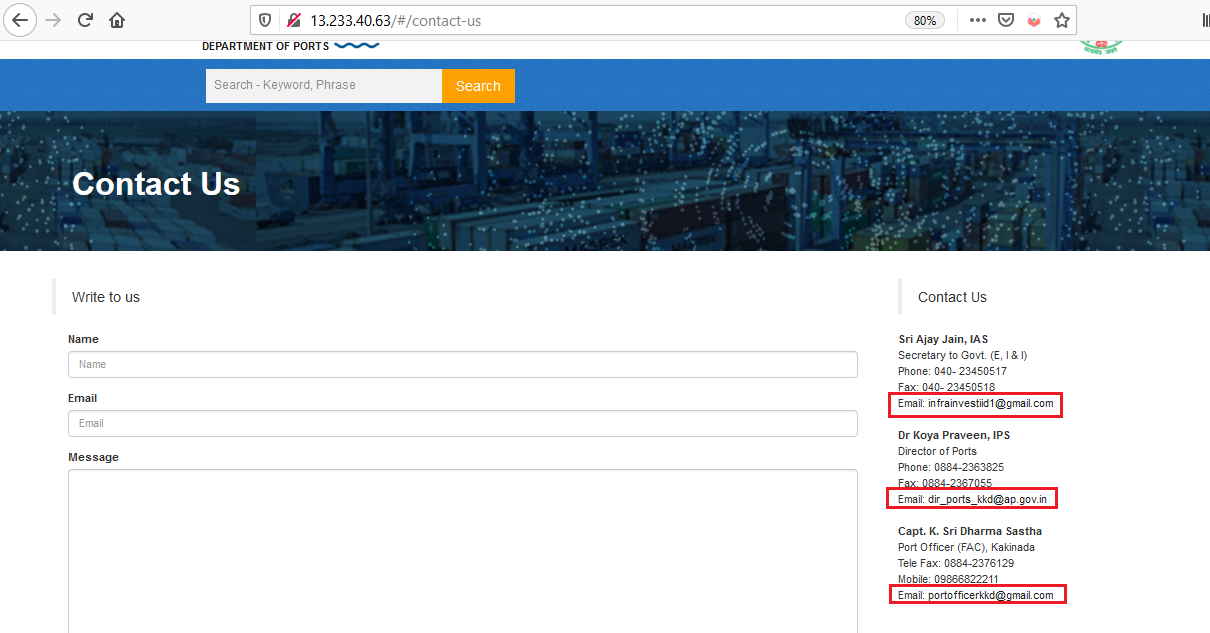 13.233.40.63/#/contact-us
80%
DEPARTMENT OF PORTS
Search - Keyword, Phrase
Search
Contact Us
Write to us
Name
Name
Email
Email
Message
Contact Us
Sri Ajay Jain, IAS
Secretary to Govt. (E, I & I)
Phone: 040- 23450517
Fax: 040- 23450518
Email: infrainvestiid1@gmail.com
Dr Koya Praveen, IPS
Director of Ports
Phone: 0884-2363825
Fax: 0884-2367055
Email: dir_ports_kkd@ap.gov.in
Capt. K. Sri Dharma Sastha
Port Officer (FAC), Kakinada
Tele Fax: 0884-2376129
Mobile: 09866822211
Email: portofficerkkd@gmail.com